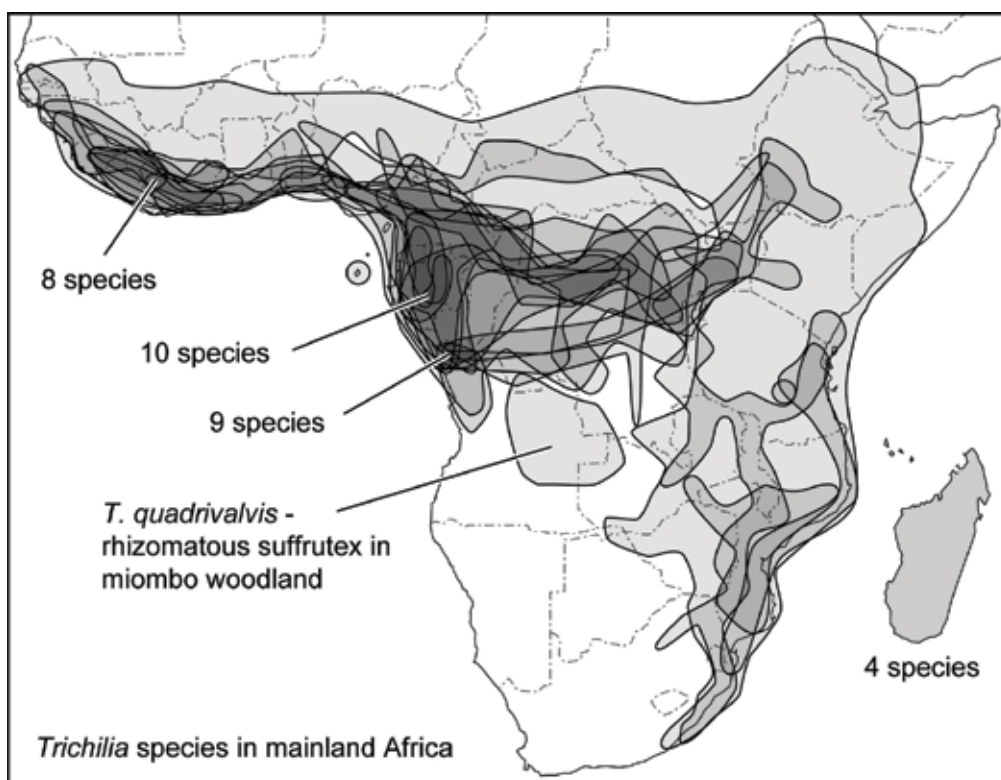 8 species
10 species
9 species
T. quadrivalvis -
rhizomatous suffrutex in
miombo woodland
4 species
Trichilia species in mainland Africa